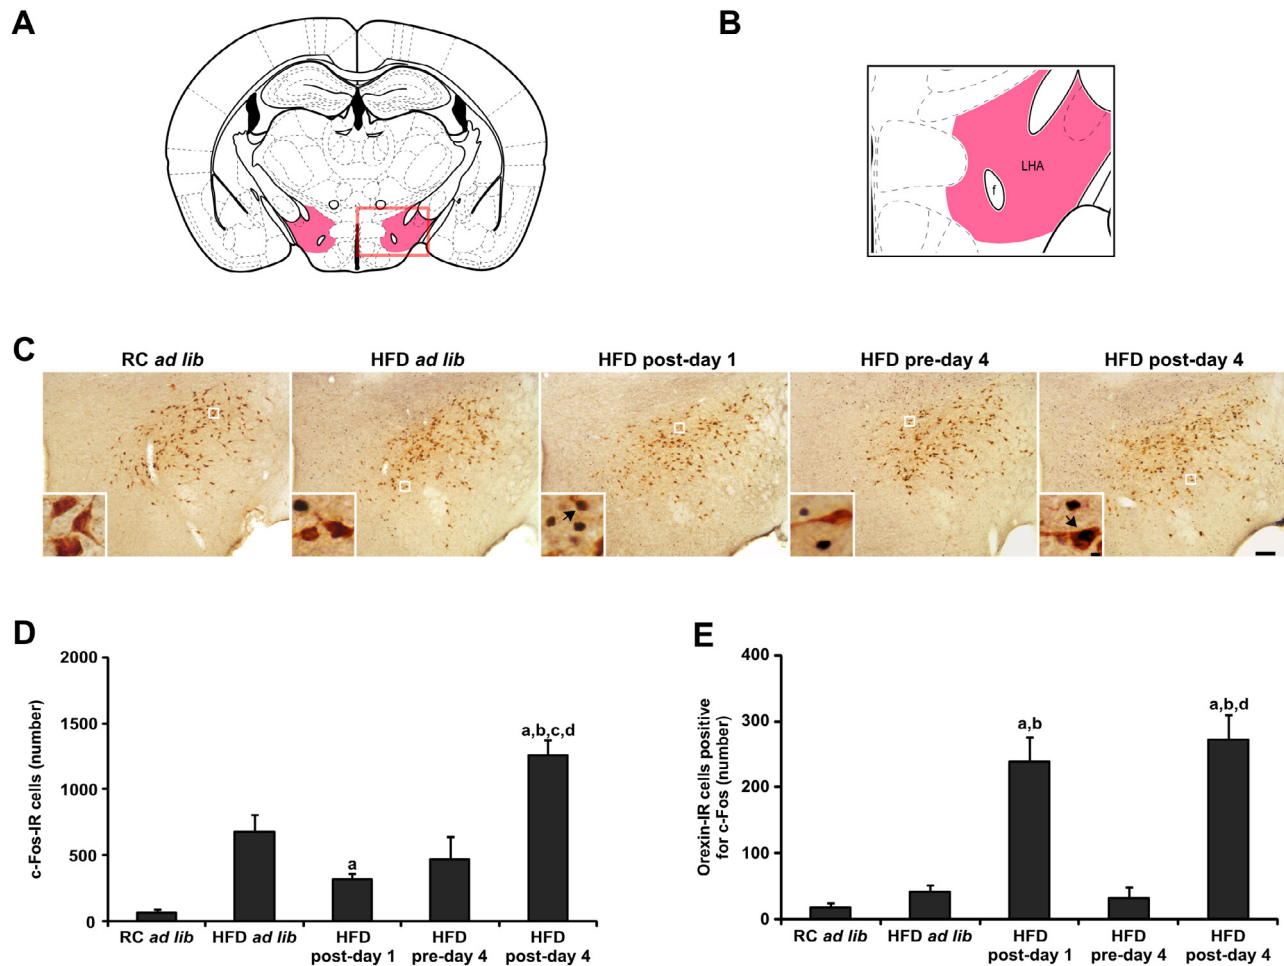 A
B
LHA
f
C
RC ad lib
HFD ad lib
HFD post-day 1
HFD pre-day 4
HFD post-day 4
D
c-Fos-IR cells (number)
2000
1500
1000
500
0
a
a,b,c,d
RC ad lib
HFD ad lib
HFD
post-day 1
HFD
pre-day 4
HFD
post-day 4
E
Orexin-IR cells positive
for c-Fos (number)
400
300
200
100
0
a,b
a,b,d
RC ad lib
HFD ad lib
HFD
post-day 1
HFD
pre-day 4
HFD
post-day 4